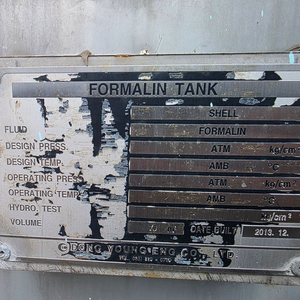 FORMALIN TANK
SHELL
FLUID FORMALIN
DESIGN PRESS. ATM kg/cm²
DESIGN TEMP. AMB °C
OPERATING PRESS. ATM kg/cm²
OPERATING TEMP. AMB °C
HYDRO. TEST kg/cm²
VOLUME DATE BUILT 2013. 12.
DONG YOUNG ENG CO., LTD.